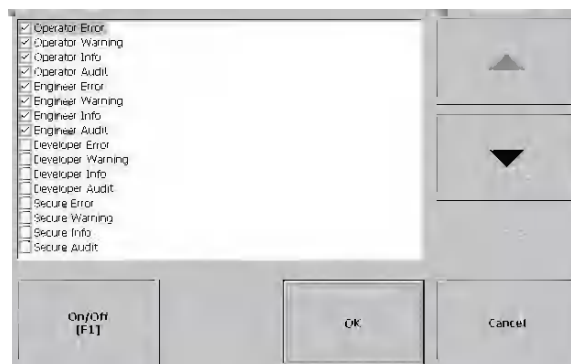 Operator Error
Operator Warning
Operator Info
Operator Audit
Engineer Error
Engineer Warning
Engineer Info
Engineer Audit
Developer Error
Developer Warning
Developer Info
Developer Audit
Secure Error
Secure Warning
Secure Info
Secure Audit
On/Off
[F1]
OK
Cancel